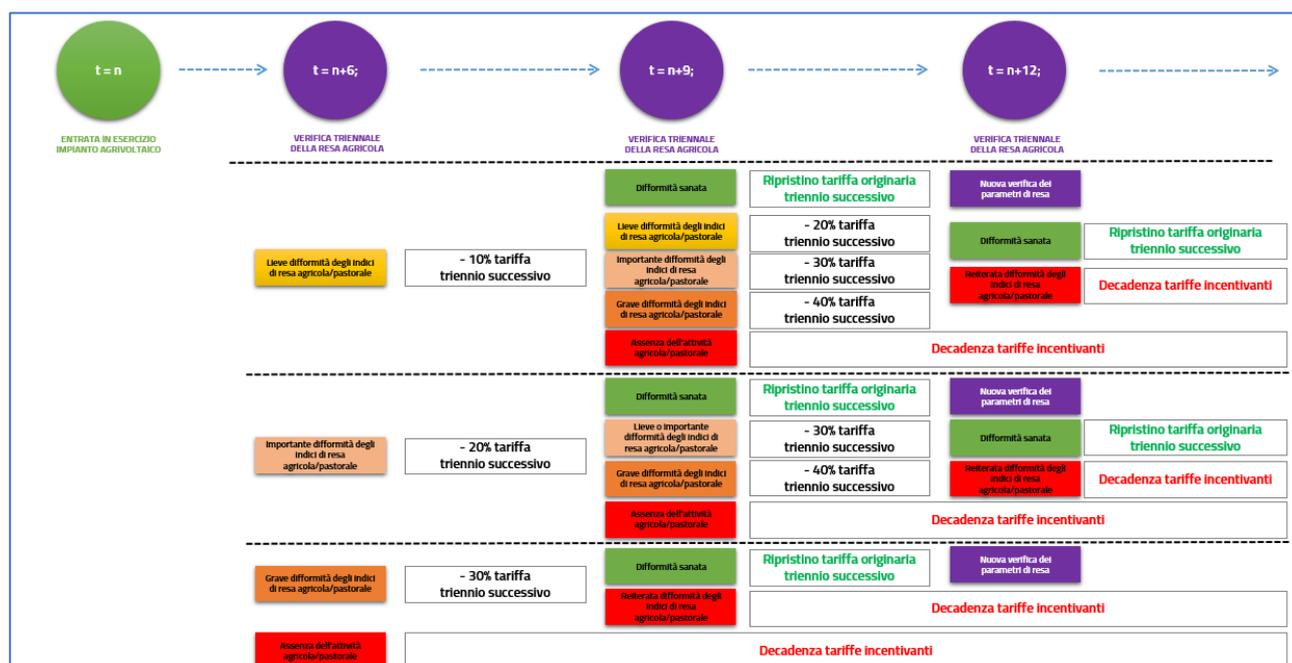 t = n
t = n+6;
t = n+9;
t = n+12;
ENTRATA IN ESERCIZIO
IMPIANTO AGRIVOLTAICO
VERIFICA TRIENNALE
DELLA RESA AGRICOLA
VERIFICA TRIENNALE
DELLA RESA AGRICOLA
VERIFICA TRIENNALE
DELLA RESA AGRICOLA
Lieve difformità degli indici
di resa agricola/pastorale
- 10% tariffa
triennio successivo
Difformità sanata
Ripristino tariffa originaria
triennio successivo
Nuova verifica dei
parametri di resa
Lieve difformità degli indici
di resa agricola/pastorale
- 20% tariffa
triennio successivo
Importante difformità degli
indici di resa
agricola/pastorale
- 30% tariffa
triennio successivo
Grave difformità degli indici
di resa agricola/pastorale
- 40% tariffa
triennio successivo
Difformità sanata
Ripristino tariffa originaria
triennio successivo
Reiterata difformità degli
indici di resa
agricola/pastorale
Decadenza tariffe incentivanti
Assenza dell'attività
agricola/pastorale
Decadenza tariffe incentivanti
Importante difformità degli
indici di resa
agricola/pastorale
- 20% tariffa
triennio successivo
Difformità sanata
Ripristino tariffa originaria
triennio successivo
Nuova verifica dei
parametri di resa
Lieve o importante
difformità degli indici di
resa agricola/pastorale
- 30% tariffa
triennio successivo
Difformità sanata
Ripristino tariffa originaria
triennio successivo
Grave difformità degli indici
di resa agricola/pastorale
- 40% tariffa
triennio successivo
Reiterata difformità degli
indici di resa
agricola/pastorale
Decadenza tariffe incentivanti
Assenza dell'attività
agricola/pastorale
Decadenza tariffe incentivanti
Grave difformità degli indici
di resa agricola/pastorale
- 30% tariffa
triennio successivo
Difformità sanata
Ripristino tariffa originaria
triennio successivo
Nuova verifica dei
parametri di resa
Reiterata difformità degli
indici di resa
agricola/pastorale
Decadenza tariffe incentivanti
Assenza dell'attività
agricola/pastorale
Decadenza tariffe incentivanti